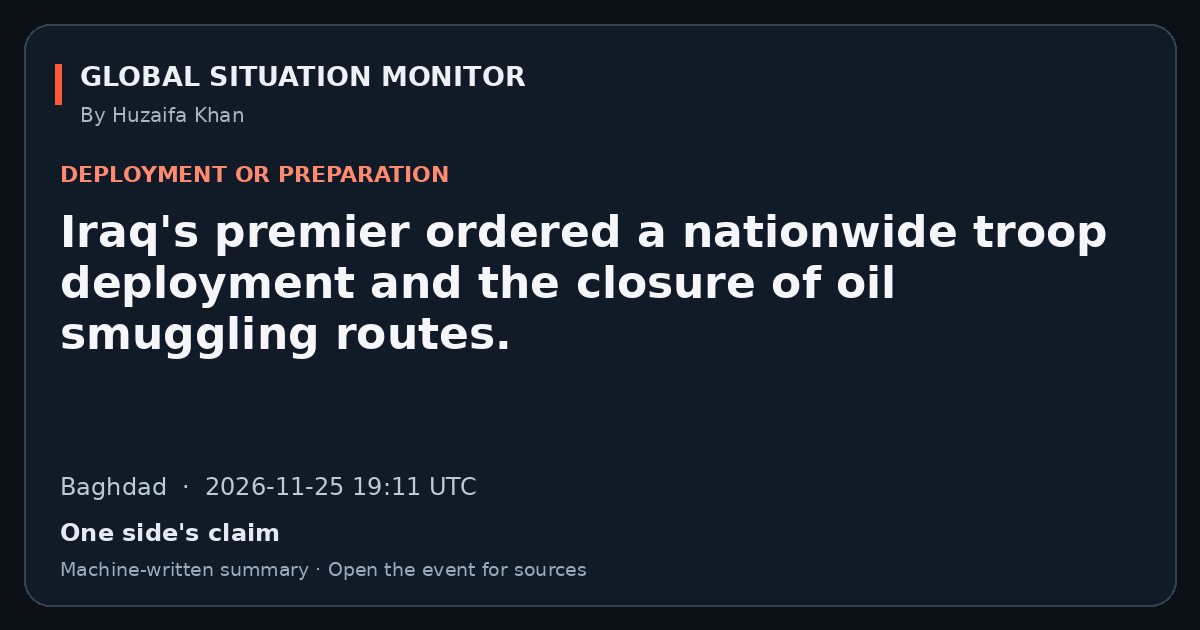 GLOBAL SITUATION MONITOR
By Huzaifa Khan
DEPLOYMENT OR PREPARATION
Iraq's premier ordered a nationwide troop
deployment and the closure of oil
smuggling routes.
Baghdad · 2026-11-25 19:11 UTC
One side's claim
Machine-written summary · Open the event for sources